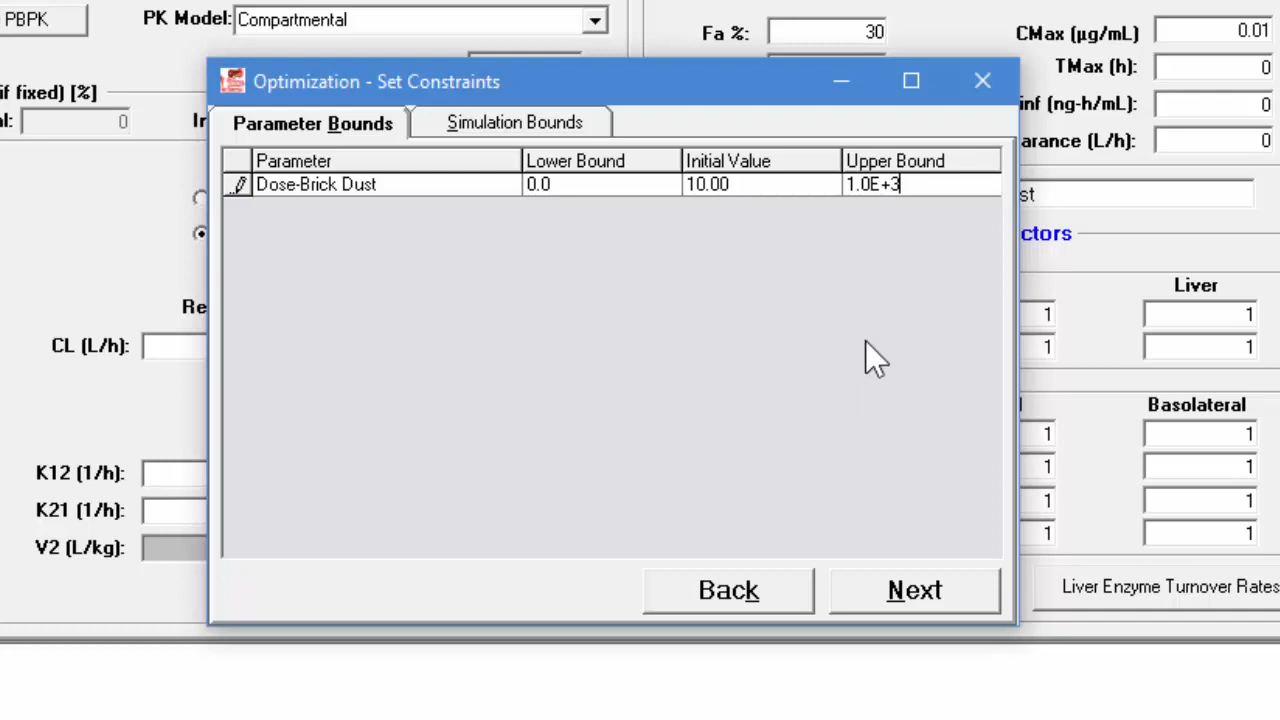 PBPK
PK Model: Compartmental
Fa %: 30
CMax (µg/mL) 0.01
TMax (h): 0
if fixed) [%]
inf (ng-h/mL): 0
al: 0
Ir
arance (L/h): 0
Optimization - Set Constraints
Parameter Bounds
Simulation Bounds
Parameter Lower Bound Initial Value Upper Bound
Dose-Brick Dust 0.0 10.00 1.0E+3
st
ctors
Liver
Re
1 1
CL (L/h): 1 1
Basolateral
1 1
K12 (1/h): 1 1
K21 (1/h): 1 1
V2 (L/kg): 1 1
Back
Next
Liver Enzyme Turnover Rates